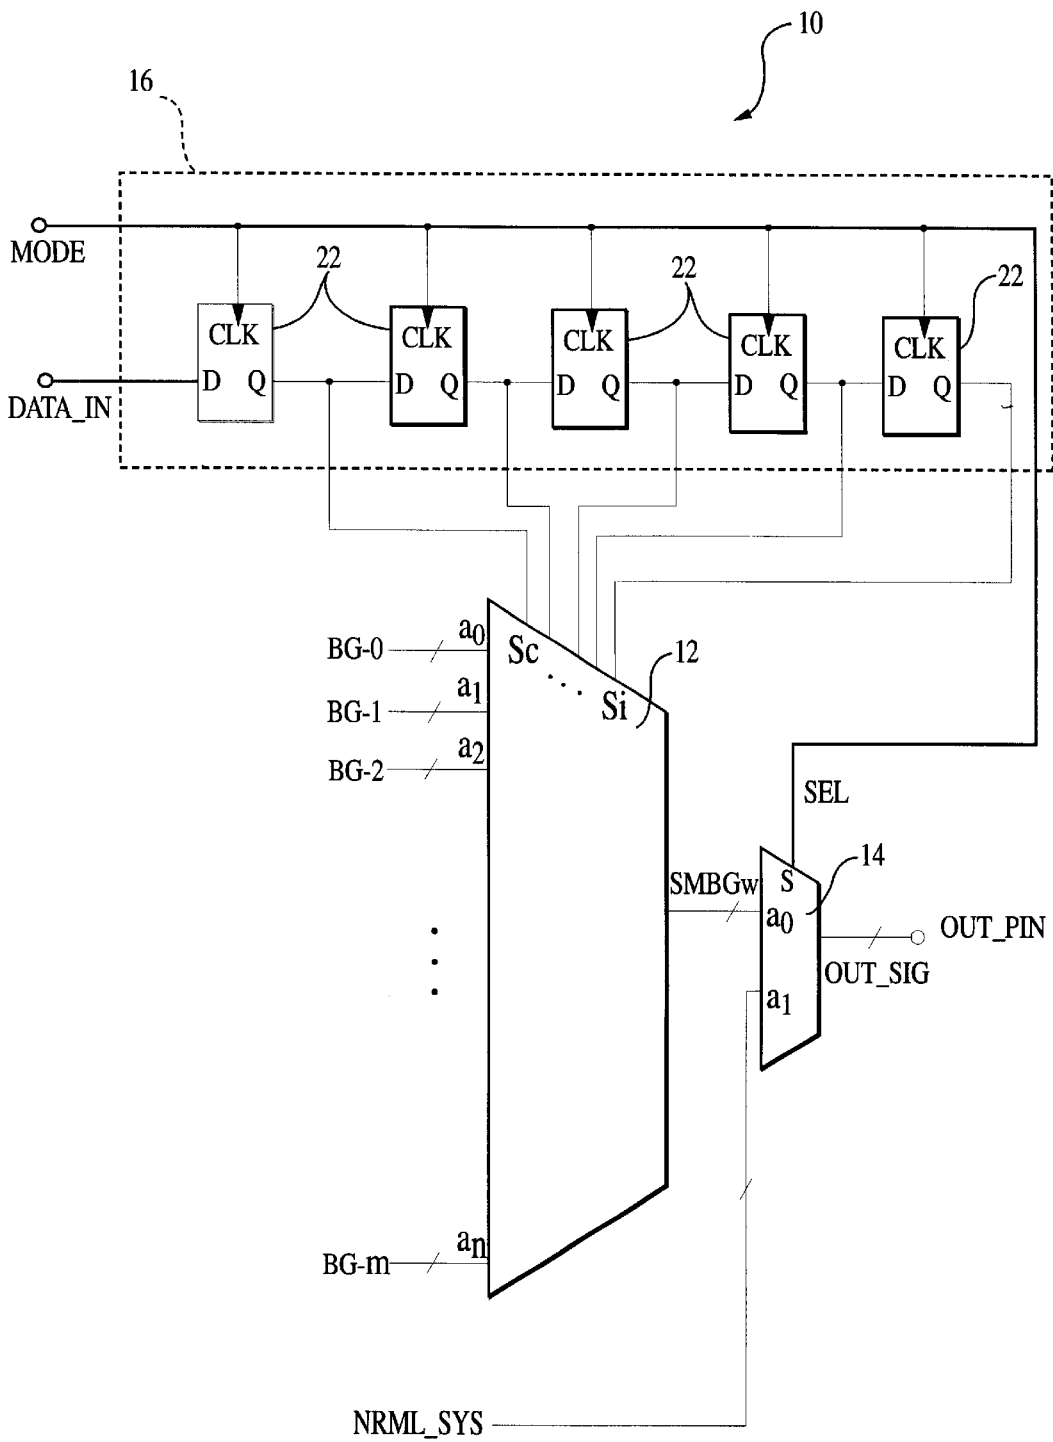 10
16
MODE
22
22
22
CLK
CLK
CLK
CLK
CLK
D Q
D Q
D Q
D Q
D Q
DATA_IN
BG-0
a0
Sc
12
BG-1
a1
Si
BG-2
a2
SEL
14
SMBGw
S
a0
OUT_PIN
OUT_SIG
a1
BG-m
an
NRML_SYS